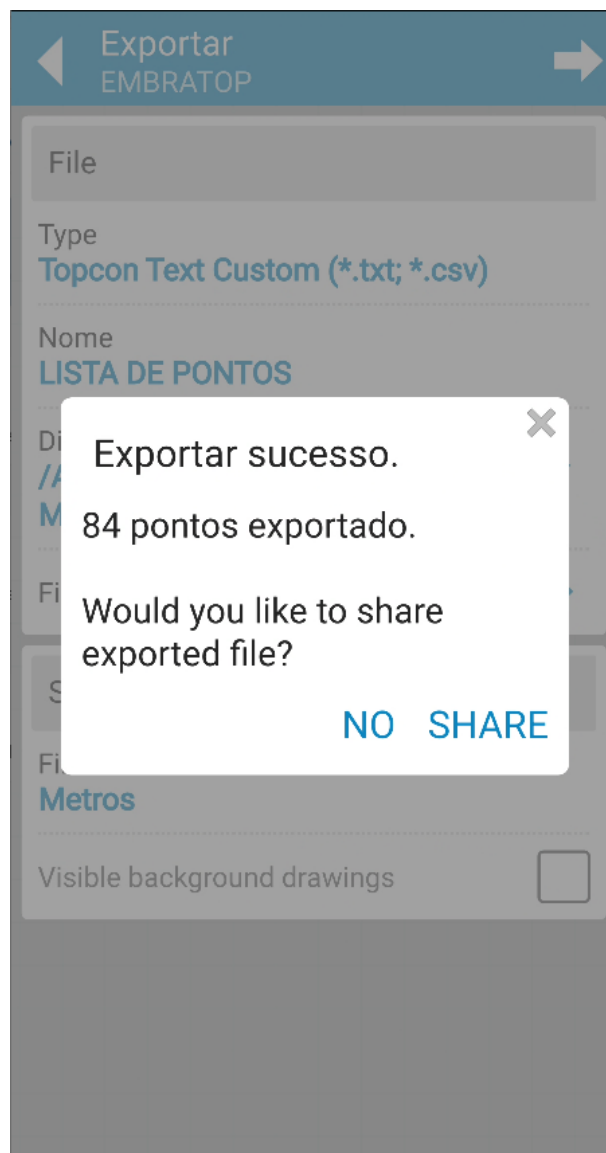 Exportar
EMBRATOP
File
Type
Topcon Text Custom (*.txt; *.csv)
Nome
LISTA DE PONTOS
Exportar sucesso.
84 pontos exportado.
Would you like to share
exported file?
NO SHARE
Metros
Visible background drawings